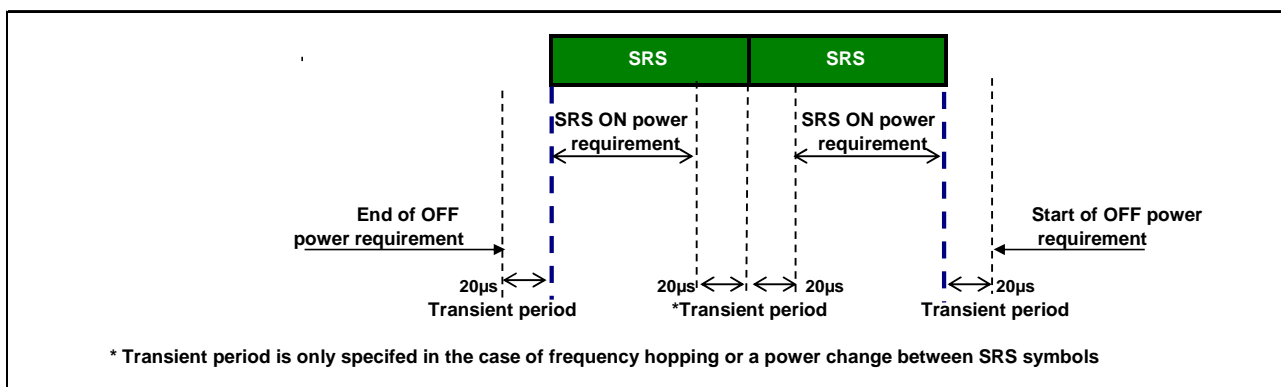 SRS SRS
SRS ON power requirement
SRS ON power requirement
End of OFF power requirement
Start of OFF power requirement
20µs 20µs 20µs 20µs
Transient period *Transient period Transient period
* Transient period is only specifed in the case of frequency hopping or a power change between SRS symbols